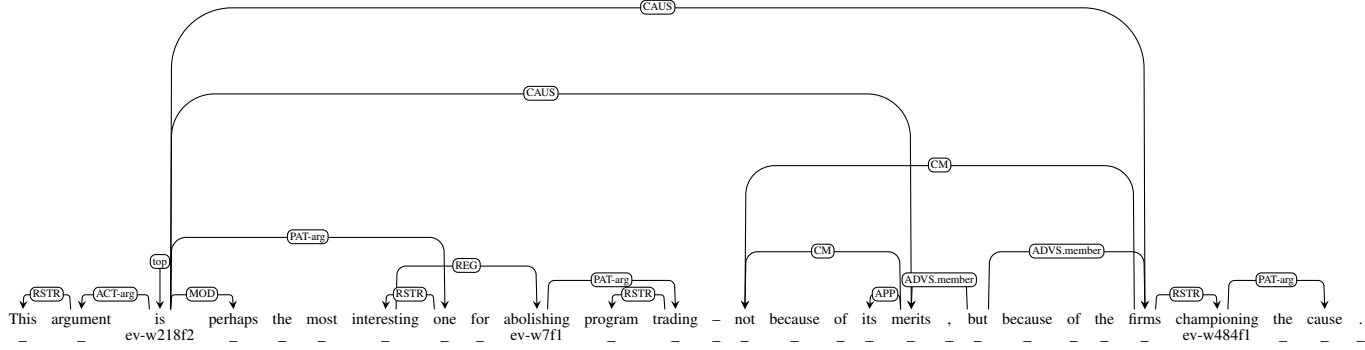 CAUS
CAUS
CM
PAT-arg
CM
ADVS.member
top
REG
PAT-arg
ADVS.member
RSTR
ACT-arg
MOD
RSTR
RSTR
APP
RSTR
PAT-arg
This argument is perhaps the most interesting one for abolishing program trading – not because of its merits , but because of the firms championing the cause .
_ _ ev-w218f2 _ _ _ _ _ _ ev-w7f1 _ _ _ _ _ _ _ _ _ _ _ _ _ _ ev-w484f1 _ _ _